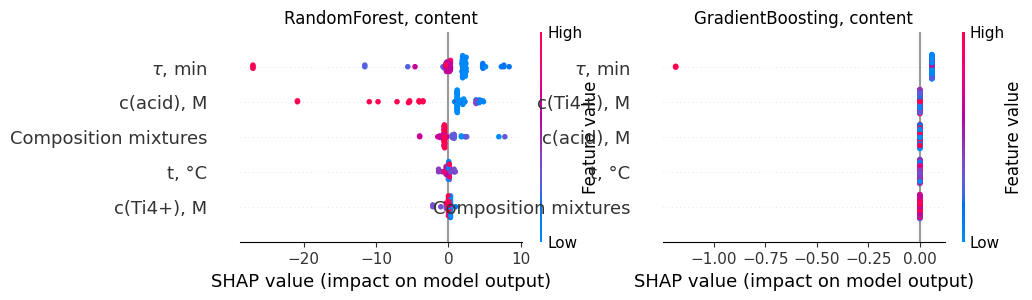 RandomForest, content
High
τ, min
c(acid), M
Composition mixtures
t, °C
c(Ti4+), M
Low
Feature value
−20
−10
0
10
SHAP value (impact on model output)
GradientBoosting, content
High
τ, min
c(Ti4+), M
c(acid), M
t, °C
Composition mixtures
Low
Feature value
−1.00
−0.75
−0.50
−0.25
0.00
SHAP value (impact on model output)